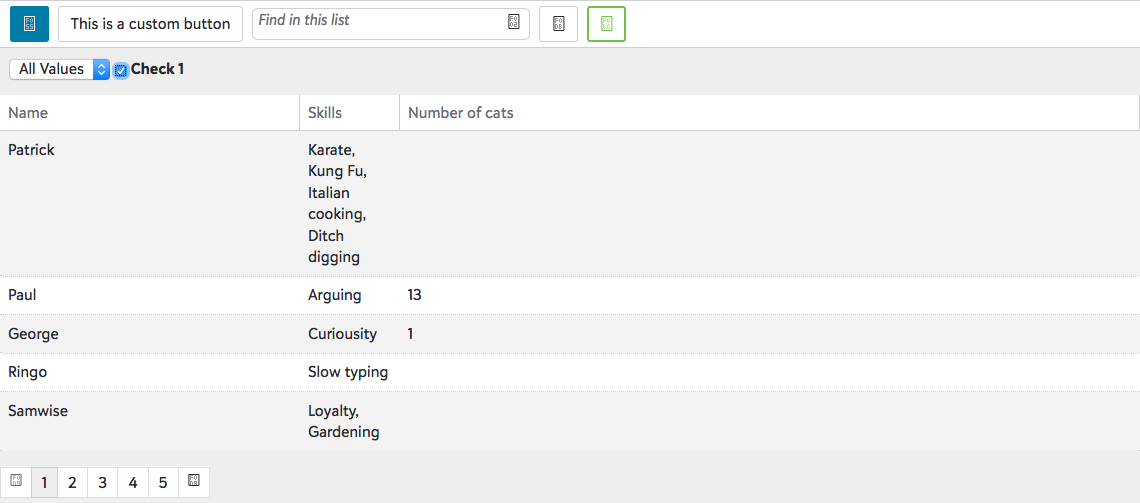 This is a custom button
Find in this list
All Values
Check 1
Name Skills Number of cats
Patrick Karate,
Kung Fu,
Italian
cooking,
Ditch
digging
Paul Arguing 13
George Curiousity 1
Ringo Slow typing
Samwise Loyalty,
Gardening
1 2 3 4 5